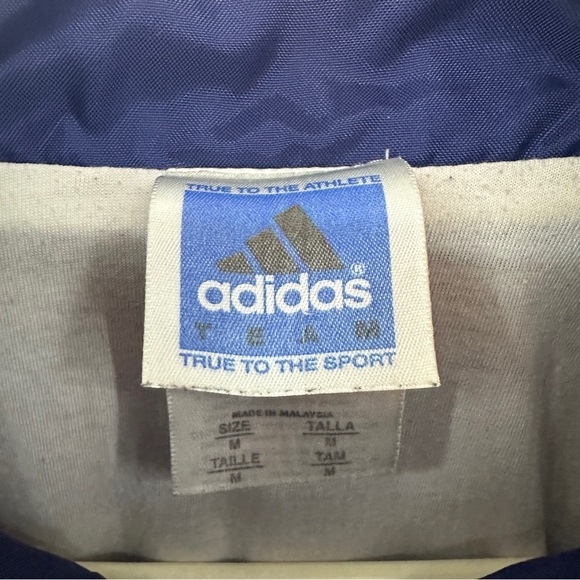 TRUE TO THE ATHLETE
adidas®
TEAM
TRUE TO THE SPORT
MADE IN MALAYSIA
SIZE TALLA
M M
TAILLE TAM
M M